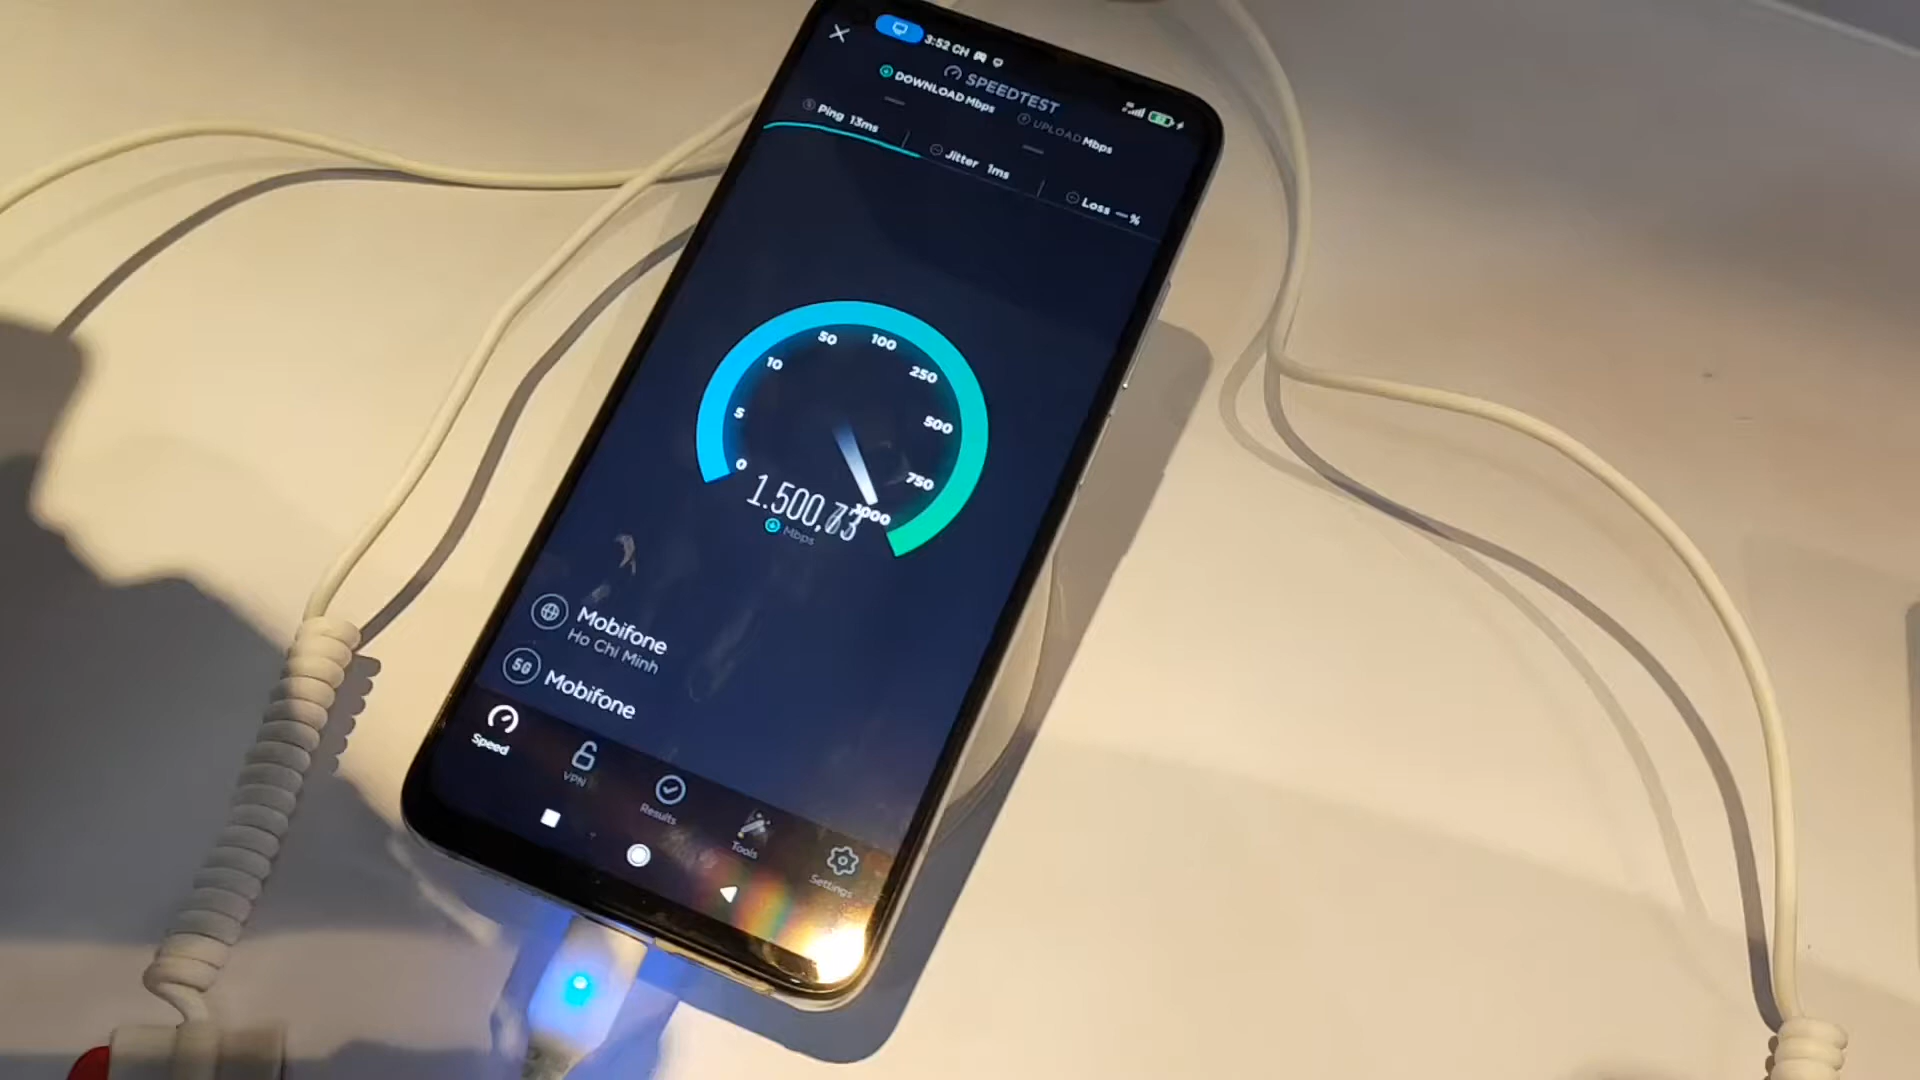 3:52 CH
SPEEDTEST
DOWNLOAD Mbps
UPLOAD Mbps
Ping 13ms
Jitter 1ms
Loss — %
0
5
10
50
100
250
500
750
1000
1.500,73
Mbps
Mobifone
Ho Chi Minh
5G Mobifone
Speed
VPN
Results
Tools
Settings